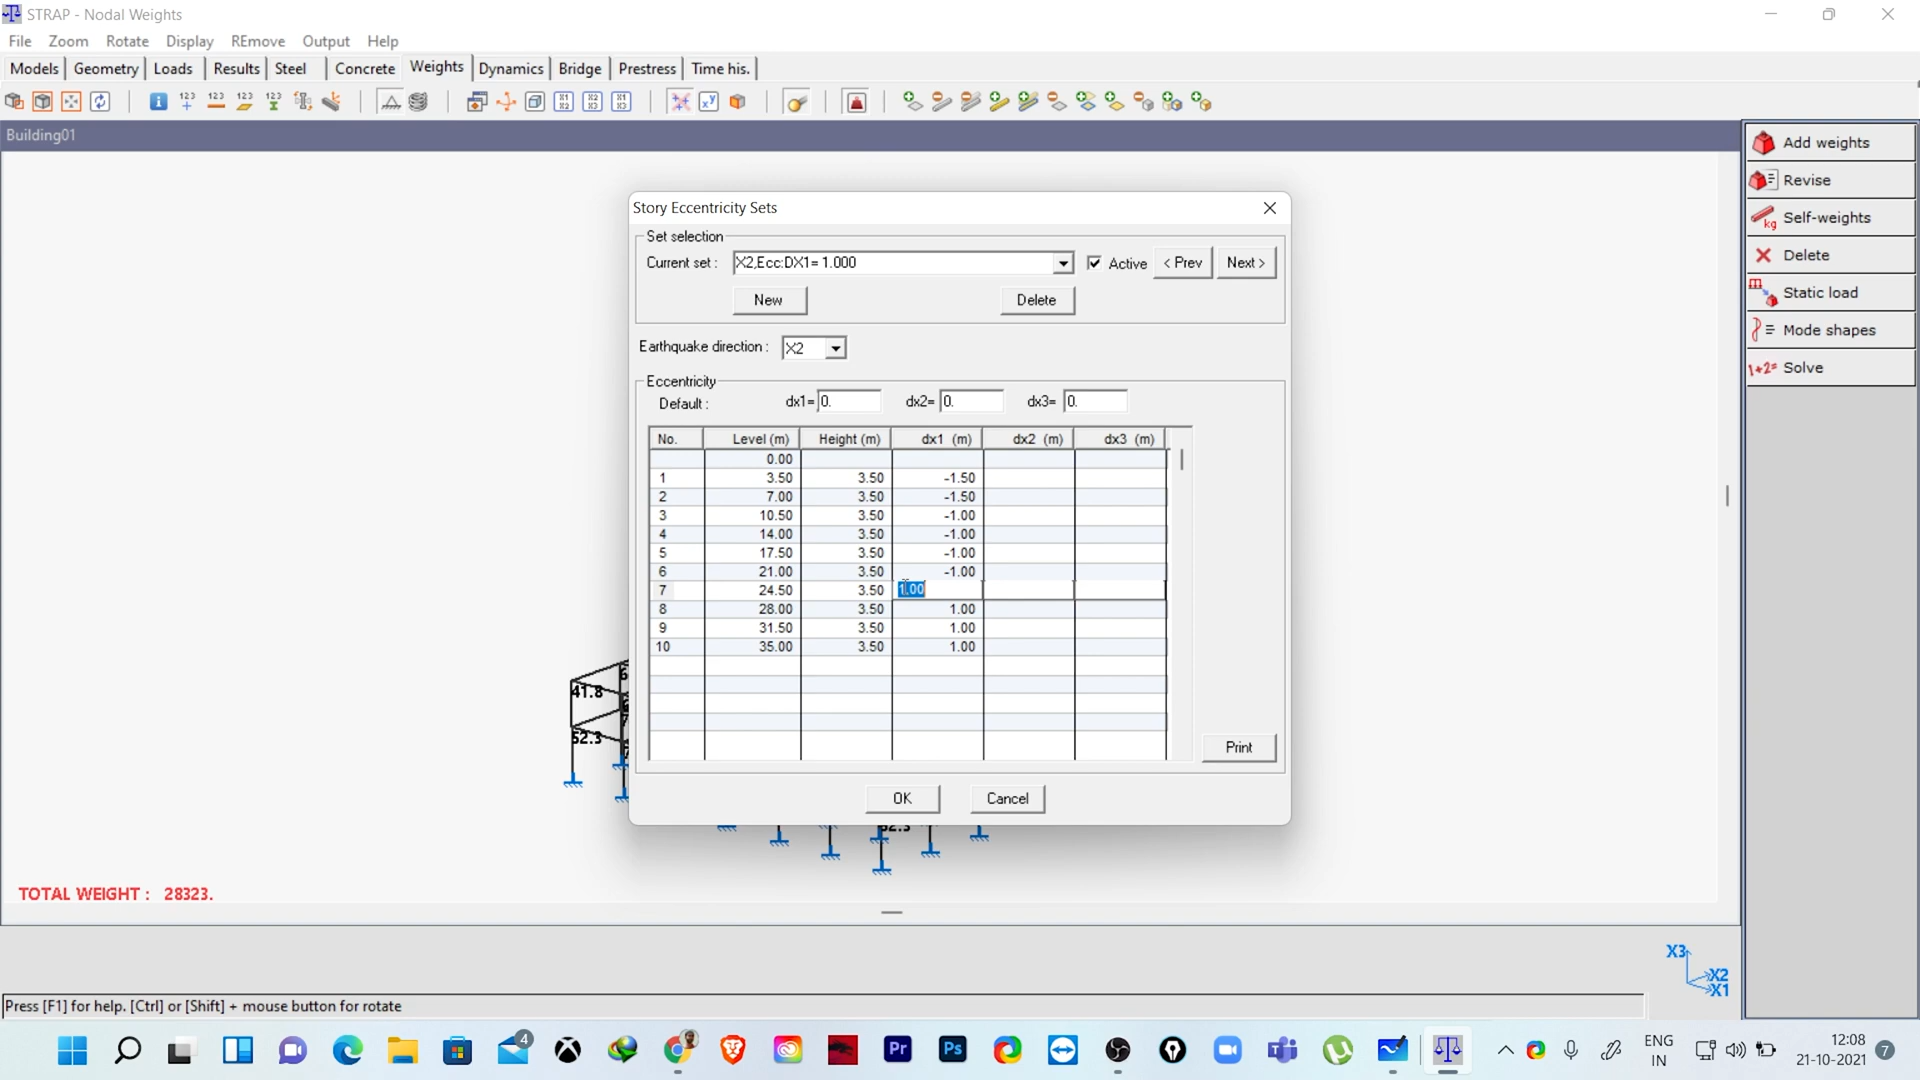 STRAP - Nodal Weights
File Zoom Rotate Display REmove Output Help
Models Geometry Loads Results Steel Concrete Weights Dynamics Bridge Prestress Time his.
Building01
Add weights
Revise
Self-weights
Delete
Static load
Mode shapes
Solve
Story Eccentricity Sets
Set selection
Current set : X2,Ecc:DX1= 1.000 Active < Prev Next >
New Delete
Earthquake direction : X2
Eccentricity
Default : dx1= 0. dx2= 0. dx3= 0.
No. Level (m) Height (m) dx1 (m) dx2 (m) dx3 (m)
0.00
1 3.50 3.50 -1.50
2 7.00 3.50 -1.50
3 10.50 3.50 -1.00
4 14.00 3.50 -1.00
5 17.50 3.50 -1.00
6 21.00 3.50 -1.00
7 24.50 3.50 1.00
8 28.00 3.50 1.00
9 31.50 3.50 1.00
10 35.00 3.50 1.00
Print
OK Cancel
41.8
52.3
52.3
TOTAL WEIGHT : 28323.
X3
X2
X1
Press [F1] for help. [Ctrl] or [Shift] + mouse button for rotate
4
Pr
Ps
ENG
IN
12:08
21-10-2021
7